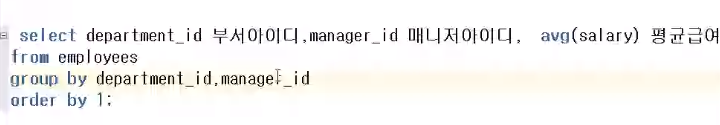 select department_id 부서아이디,manager_id 매니저아이디, avg(salary) 평균급여
from employees
group by department_id,manager_id
order by 1;